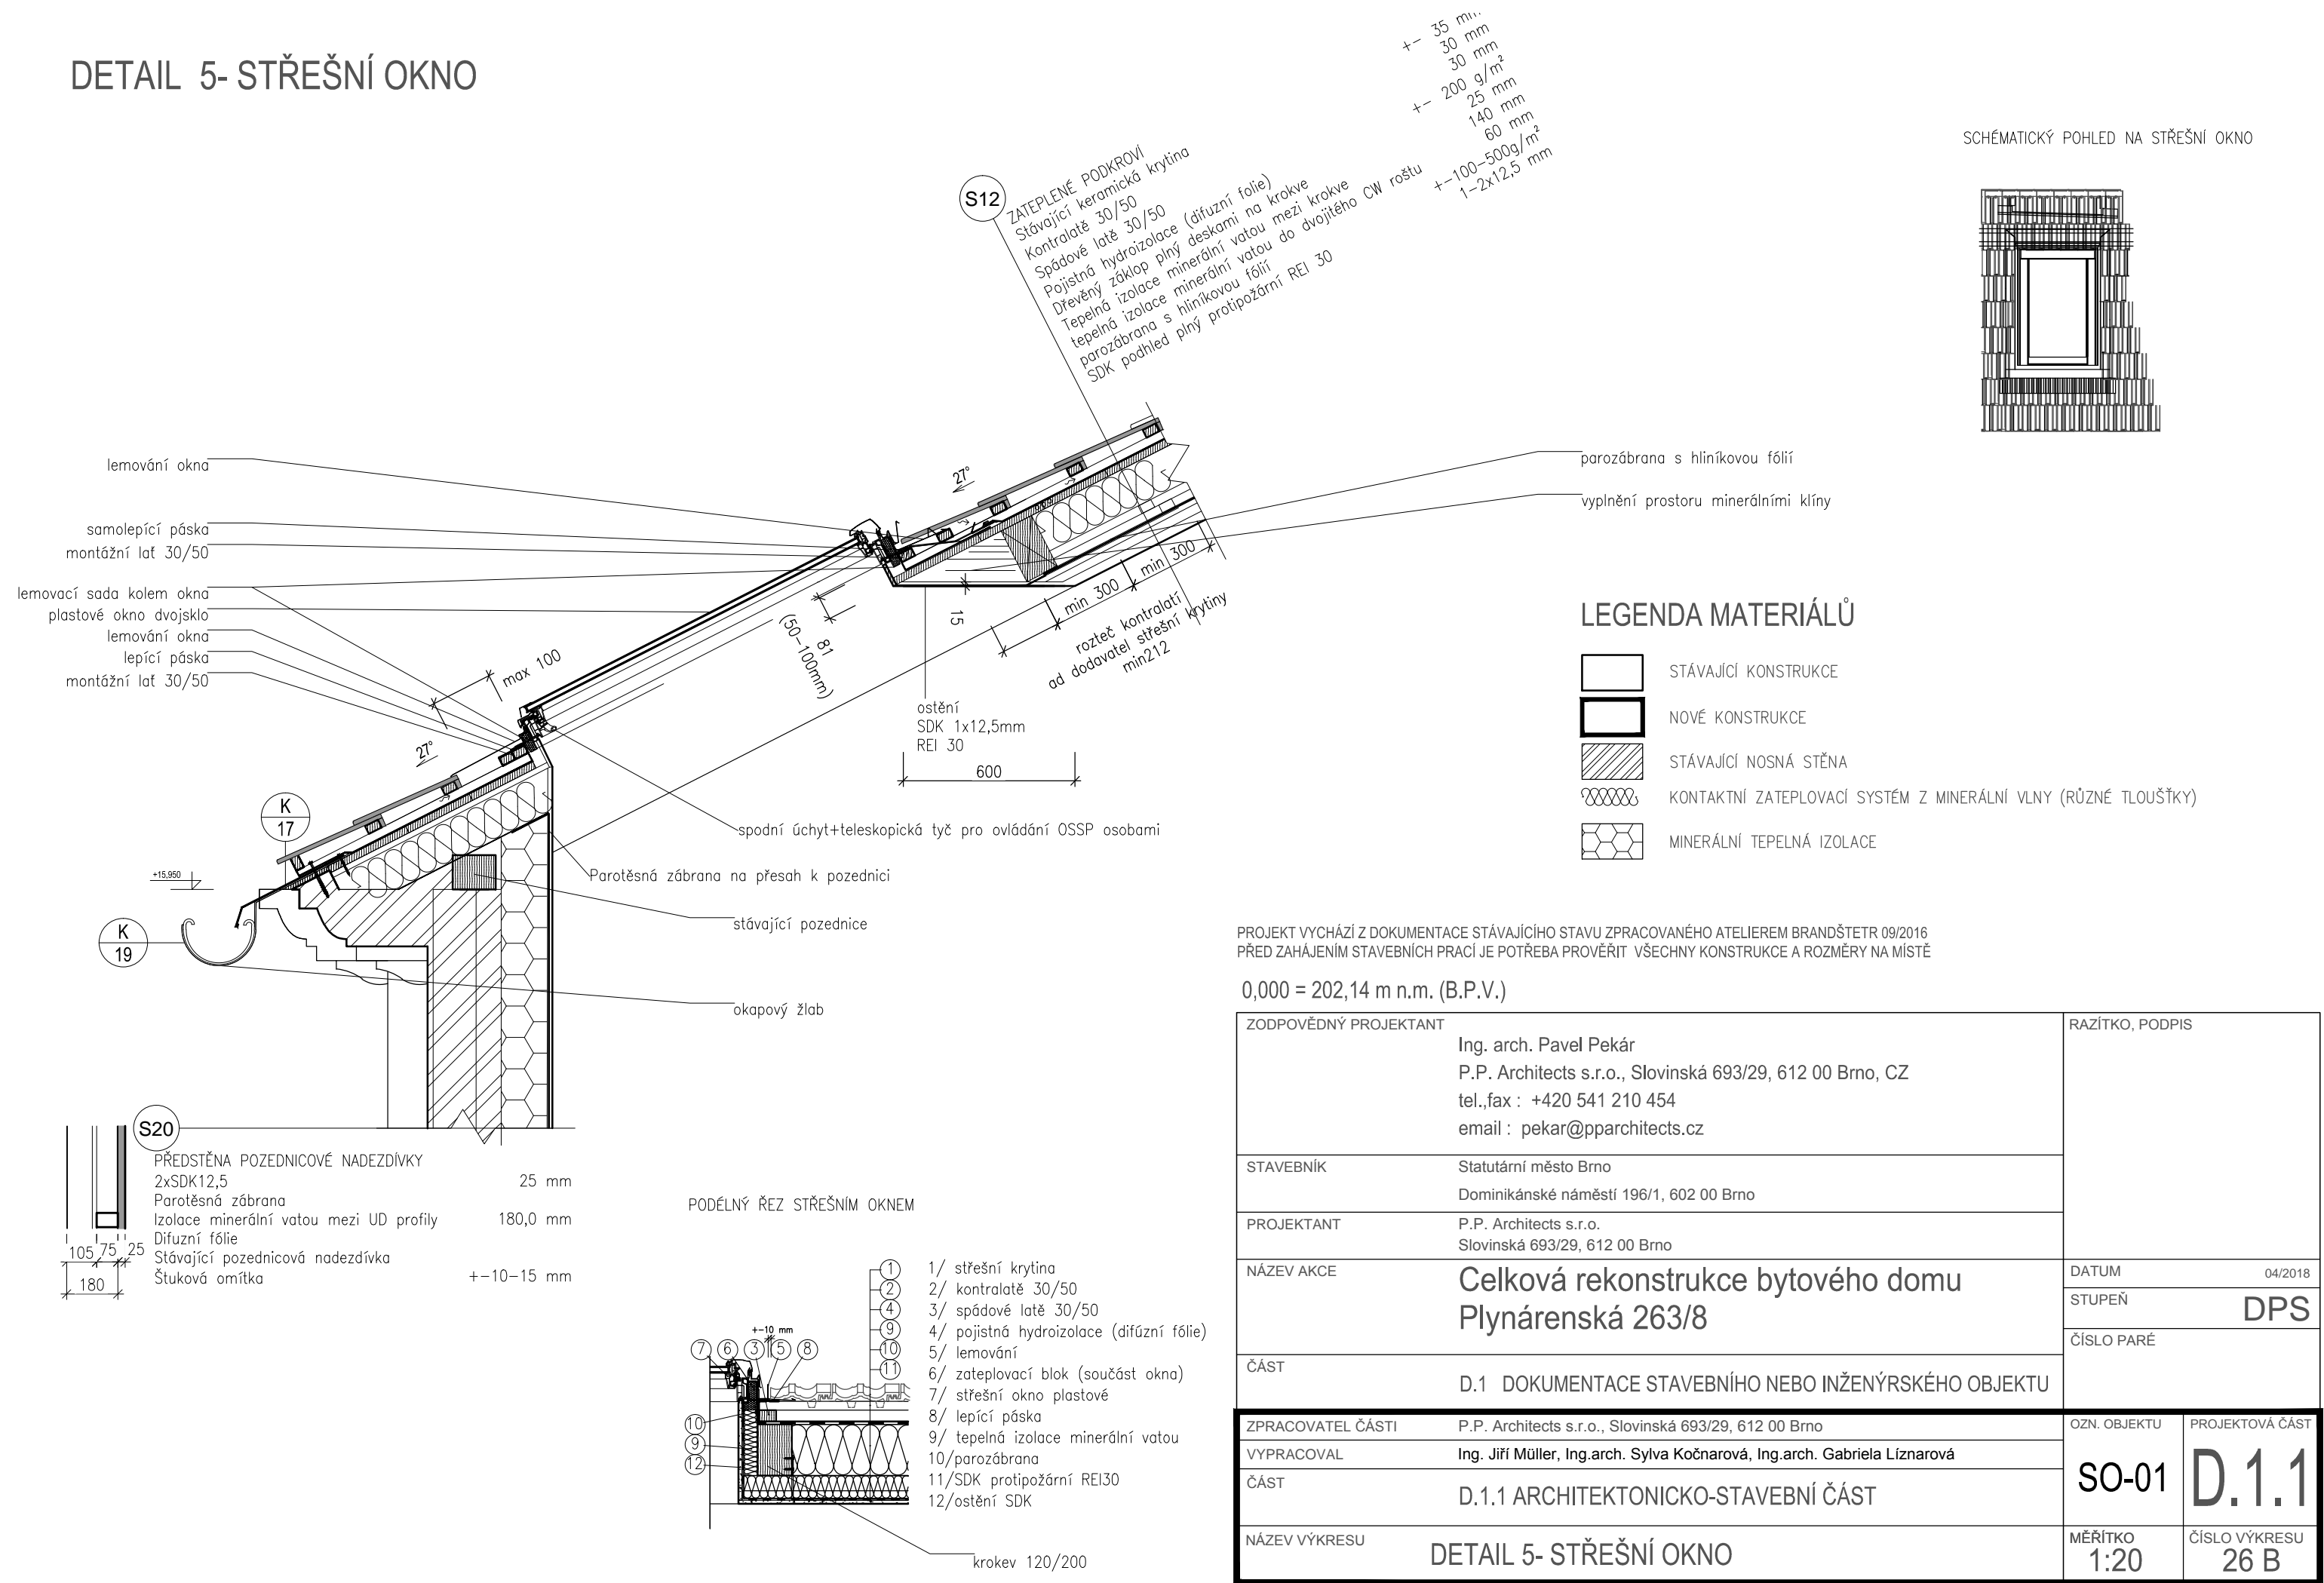 DETAIL 5- STŘEŠNÍ OKNO
S12
ZATEPLENÉ PODKROVÍ
Stávající keramická krytina +- 35 mm
Kontralatě 30/50 30 mm
Spádové latě 30/50 30 mm
Pojistná hydroizolace (difuzní folie) +- 200 g/m²
Dřevěný záklop plný deskami na krokve 25 mm
Tepelná izolace minerální vatou mezi krokve 140 mm
tepelná izolace minerální vatou do dvojitého CW roštu 60 mm
parozábrana s hliníkovou fólií +-100-500g/m²
SDK podhled plný protipožární REI 30 1-2x12,5 mm
SCHÉMATICKÝ POHLED NA STŘEŠNÍ OKNO
lemování okna
samolepící páska
montážní lať 30/50
lemovací sada kolem okna
plastové okno dvojsklo
lemování okna
lepící páska
montážní lať 30/50
parozábrana s hliníkovou fólií
vyplnění prostoru minerálními klíny
27°
27°
max 100
81
(50-100mm)
15
min 300
min 300
rozteč kontralatí
ad dodavatel střešní krytiny
min212
ostění
SDK 1x12,5mm
REI 30
600
K
17
K
19
+15,950
spodní úchyt+teleskopická tyč pro ovládání OSSP osobami
Parotěsná zábrana na přesah k pozednici
stávající pozednice
okapový žlab
LEGENDA MATERIÁLŮ
STÁVAJÍCÍ KONSTRUKCE
NOVÉ KONSTRUKCE
STÁVAJÍCÍ NOSNÁ STĚNA
KONTAKTNÍ ZATEPLOVACÍ SYSTÉM Z MINERÁLNÍ VLNY (RŮZNÉ TLOUŠŤKY)
MINERÁLNÍ TEPELNÁ IZOLACE
S20
PŘEDSTĚNA POZEDNICOVÉ NADEZDÍVKY
2xSDK12,5 25 mm
Parotěsná zábrana
Izolace minerální vatou mezi UD profily 180,0 mm
Difuzní fólie
Stávající pozednicová nadezdívka
Štuková omítka +-10-15 mm
105 75 25
180
PODÉLNÝ ŘEZ STŘEŠNÍM OKNEM
1
2
4
9
10
11
+-10 mm
7 6 3 5 8
10
9
12
1/ střešní krytina
2/ kontralatě 30/50
3/ spádové latě 30/50
4/ pojistná hydroizolace (difúzní fólie)
5/ lemování
6/ zateplovací blok (součást okna)
7/ střešní okno plastové
8/ lepící páska
9/ tepelná izolace minerální vatou
10/parozábrana
11/SDK protipožární REI30
12/ostění SDK
krokev 120/200
PROJEKT VYCHÁZÍ Z DOKUMENTACE STÁVAJÍCÍHO STAVU ZPRACOVANÉHO ATELIEREM BRANDŠTETR 09/2016
PŘED ZAHÁJENÍM STAVEBNÍCH PRACÍ JE POTŘEBA PROVĚŘIT VŠECHNY KONSTRUKCE A ROZMĚRY NA MÍSTĚ
0,000 = 202,14 m n.m. (B.P.V.)
ZODPOVĚDNÝ PROJEKTANT
Ing. arch. Pavel Pekár
P.P. Architects s.r.o., Slovinská 693/29, 612 00 Brno, CZ
tel.,fax : +420 541 210 454
email : pekar@pparchitects.cz
RAZÍTKO, PODPIS
STAVEBNÍK Statutární město Brno
Dominikánské náměstí 196/1, 602 00 Brno
PROJEKTANT P.P. Architects s.r.o.
Slovinská 693/29, 612 00 Brno
NÁZEV AKCE Celková rekonstrukce bytového domu
Plynárenská 263/8
DATUM 04/2018
STUPEŇ DPS
ČÍSLO PARÉ
ČÁST D.1 DOKUMENTACE STAVEBNÍHO NEBO INŽENÝRSKÉHO OBJEKTU
ZPRACOVATEL ČÁSTI P.P. Architects s.r.o., Slovinská 693/29, 612 00 Brno
VYPRACOVAL Ing. Jiří Müller, Ing.arch. Sylva Kočnarová, Ing.arch. Gabriela Líznarová
ČÁST D.1.1 ARCHITEKTONICKO-STAVEBNÍ ČÁST
OZN. OBJEKTU
SO-01
PROJEKTOVÁ ČÁST
D.1.1
NÁZEV VÝKRESU DETAIL 5- STŘEŠNÍ OKNO
MĚŘÍTKO
1:20
ČÍSLO VÝKRESU
26 B